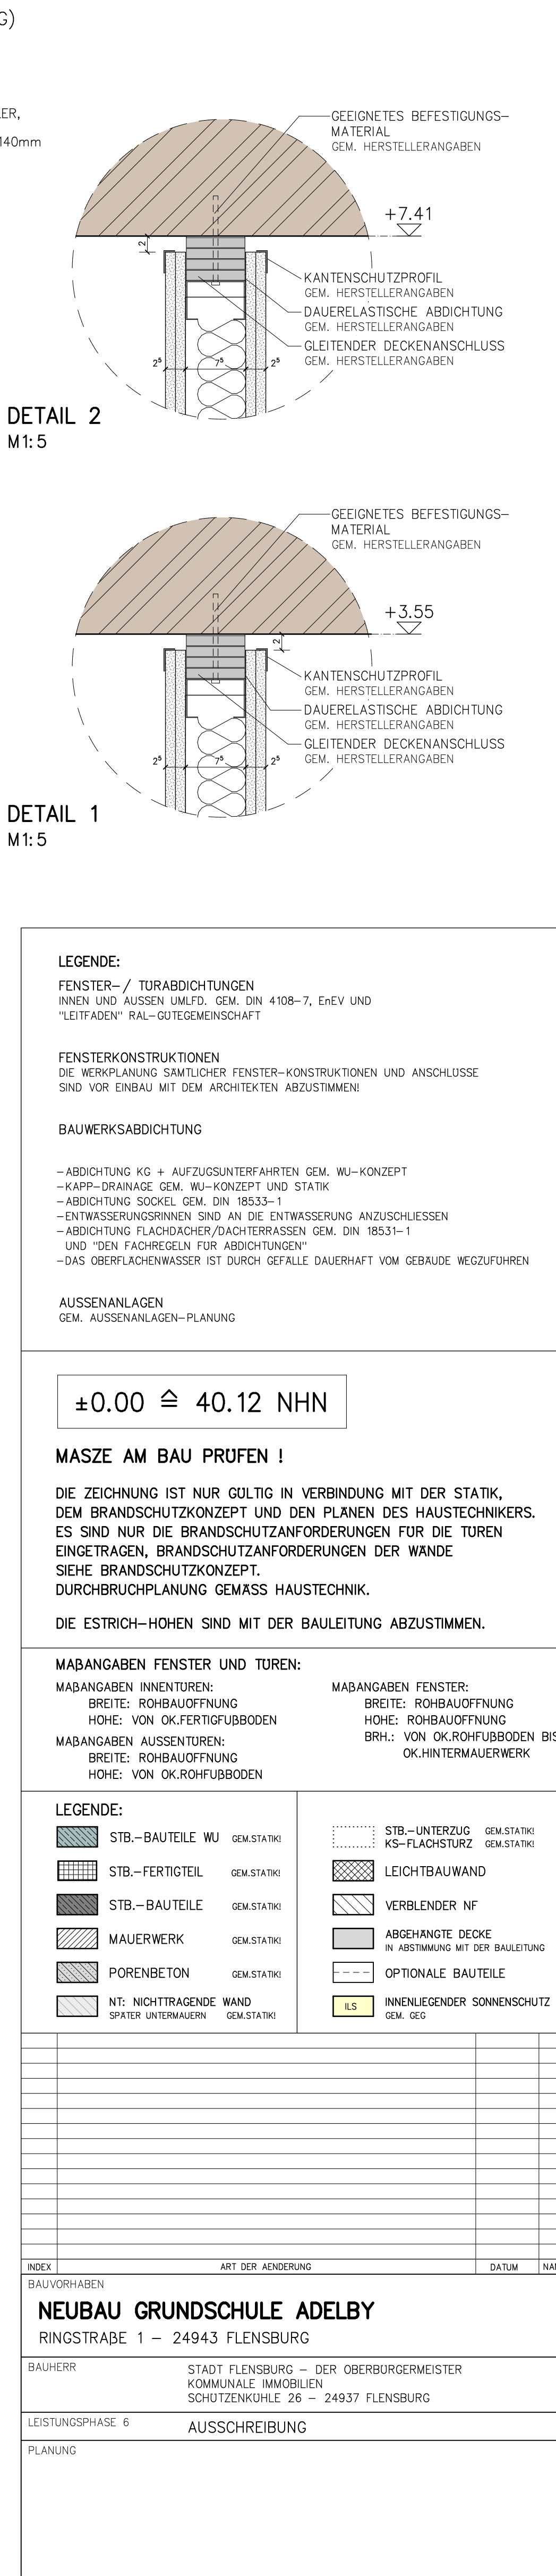 G)
ER,
140mm
GEEIGNETES BEFESTIGUNGS-
MATERIAL
GEM. HERSTELLERANGABEN
+7.41
2
KANTENSCHUTZPROFIL
GEM. HERSTELLERANGABEN
DAUERELASTISCHE ABDICHTUNG
GEM. HERSTELLERANGABEN
GLEITENDER DECKENANSCHLUSS
GEM. HERSTELLERANGABEN
2⁵ 7⁵ 2⁵
DETAIL 2
M1:5
GEEIGNETES BEFESTIGUNGS-
MATERIAL
GEM. HERSTELLERANGABEN
+3.55
2
KANTENSCHUTZPROFIL
GEM. HERSTELLERANGABEN
DAUERELASTISCHE ABDICHTUNG
GEM. HERSTELLERANGABEN
GLEITENDER DECKENANSCHLUSS
GEM. HERSTELLERANGABEN
2⁵ 7⁵ 2⁵
DETAIL 1
M1:5
LEGENDE:
FENSTER-/ TÜRABDICHTUNGEN
INNEN UND AUSSEN UMLFD. GEM. DIN 4108-7, EnEV UND
"LEITFADEN" RAL-GÜTEGEMEINSCHAFT
FENSTERKONSTRUKTIONEN
DIE WERKPLANUNG SÄMTLICHER FENSTER-KONSTRUKTIONEN UND ANSCHLÜSSE
SIND VOR EINBAU MIT DEM ARCHITEKTEN ABZUSTIMMEN!
BAUWERKSABDICHTUNG
-ABDICHTUNG KG + AUFZUGSUNTERFAHRTEN GEM. WU-KONZEPT
-KAPP-DRAINAGE GEM. WU-KONZEPT UND STATIK
-ABDICHTUNG SOCKEL GEM. DIN 18533-1
-ENTWÄSSERUNGSRINNEN SIND AN DIE ENTWÄSSERUNG ANZUSCHLIESSEN
-ABDICHTUNG FLACHDÄCHER/DACHTERRASSEN GEM. DIN 18531-1
UND "DEN FACHREGELN FÜR ABDICHTUNGEN"
-DAS OBERFLÄCHENWASSER IST DURCH GEFÄLLE DAUERHAFT VOM GEBÄUDE WEGZUFÜHREN
AUSSENANLAGEN
GEM. AUSSENANLAGEN-PLANUNG
±0.00 ≙ 40.12 NHN
MASZE AM BAU PRÜFEN !
DIE ZEICHNUNG IST NUR GÜLTIG IN VERBINDUNG MIT DER STATIK,
DEM BRANDSCHUTZKONZEPT UND DEN PLÄNEN DES HAUSTECHNIKERS.
ES SIND NUR DIE BRANDSCHUTZANFORDERUNGEN FÜR DIE TÜREN
EINGETRAGEN, BRANDSCHUTZANFORDERUNGEN DER WÄNDE
SIEHE BRANDSCHUTZKONZEPT.
DURCHBRUCHPLANUNG GEMÄSS HAUSTECHNIK.
DIE ESTRICH-HÖHEN SIND MIT DER BAULEITUNG ABZUSTIMMEN.
MAßANGABEN FENSTER UND TÜREN:
MAßANGABEN INNENTÜREN:
BREITE: ROHBAUÖFFNUNG
HÖHE: VON OK.FERTIGFUßBODEN
MAßANGABEN AUSSENTÜREN:
BREITE: ROHBAUÖFFNUNG
HÖHE: VON OK.ROHFUßBODEN
MAßANGABEN FENSTER:
BREITE: ROHBAUÖFFNUNG
HÖHE: ROHBAUÖFFNUNG
BRH.: VON OK.ROHFUßBODEN BIS
OK.HINTERMAUERWERK
LEGENDE:
STB.-BAUTEILE WU GEM.STATIK!
STB.-FERTIGTEIL GEM.STATIK!
STB.-BAUTEILE GEM.STATIK!
MAUERWERK GEM.STATIK!
PORENBETON GEM.STATIK!
NT: NICHTTRAGENDE WAND
SPÄTER UNTERMAUERN GEM.STATIK!
STB.-UNTERZUG GEM.STATIK!
KS-FLACHSTURZ GEM.STATIK!
LEICHTBAUWAND
VERBLENDER NF
ABGEHÄNGTE DECKE
IN ABSTIMMUNG MIT DER BAULEITUNG
OPTIONALE BAUTEILE
ILS INNENLIEGENDER SONNENSCHUTZ
GEM. GEG
INDEX ART DER AENDERUNG DATUM NA
BAUVORHABEN
NEUBAU GRUNDSCHULE ADELBY
RINGSTRAßE 1 - 24943 FLENSBURG
BAUHERR STADT FLENSBURG - DER OBERBÜRGERMEISTER
KOMMUNALE IMMOBILIEN
SCHÜTZENKUHLE 26 - 24937 FLENSBURG
LEISTUNGSPHASE 6 AUSSCHREIBUNG
PLANUNG